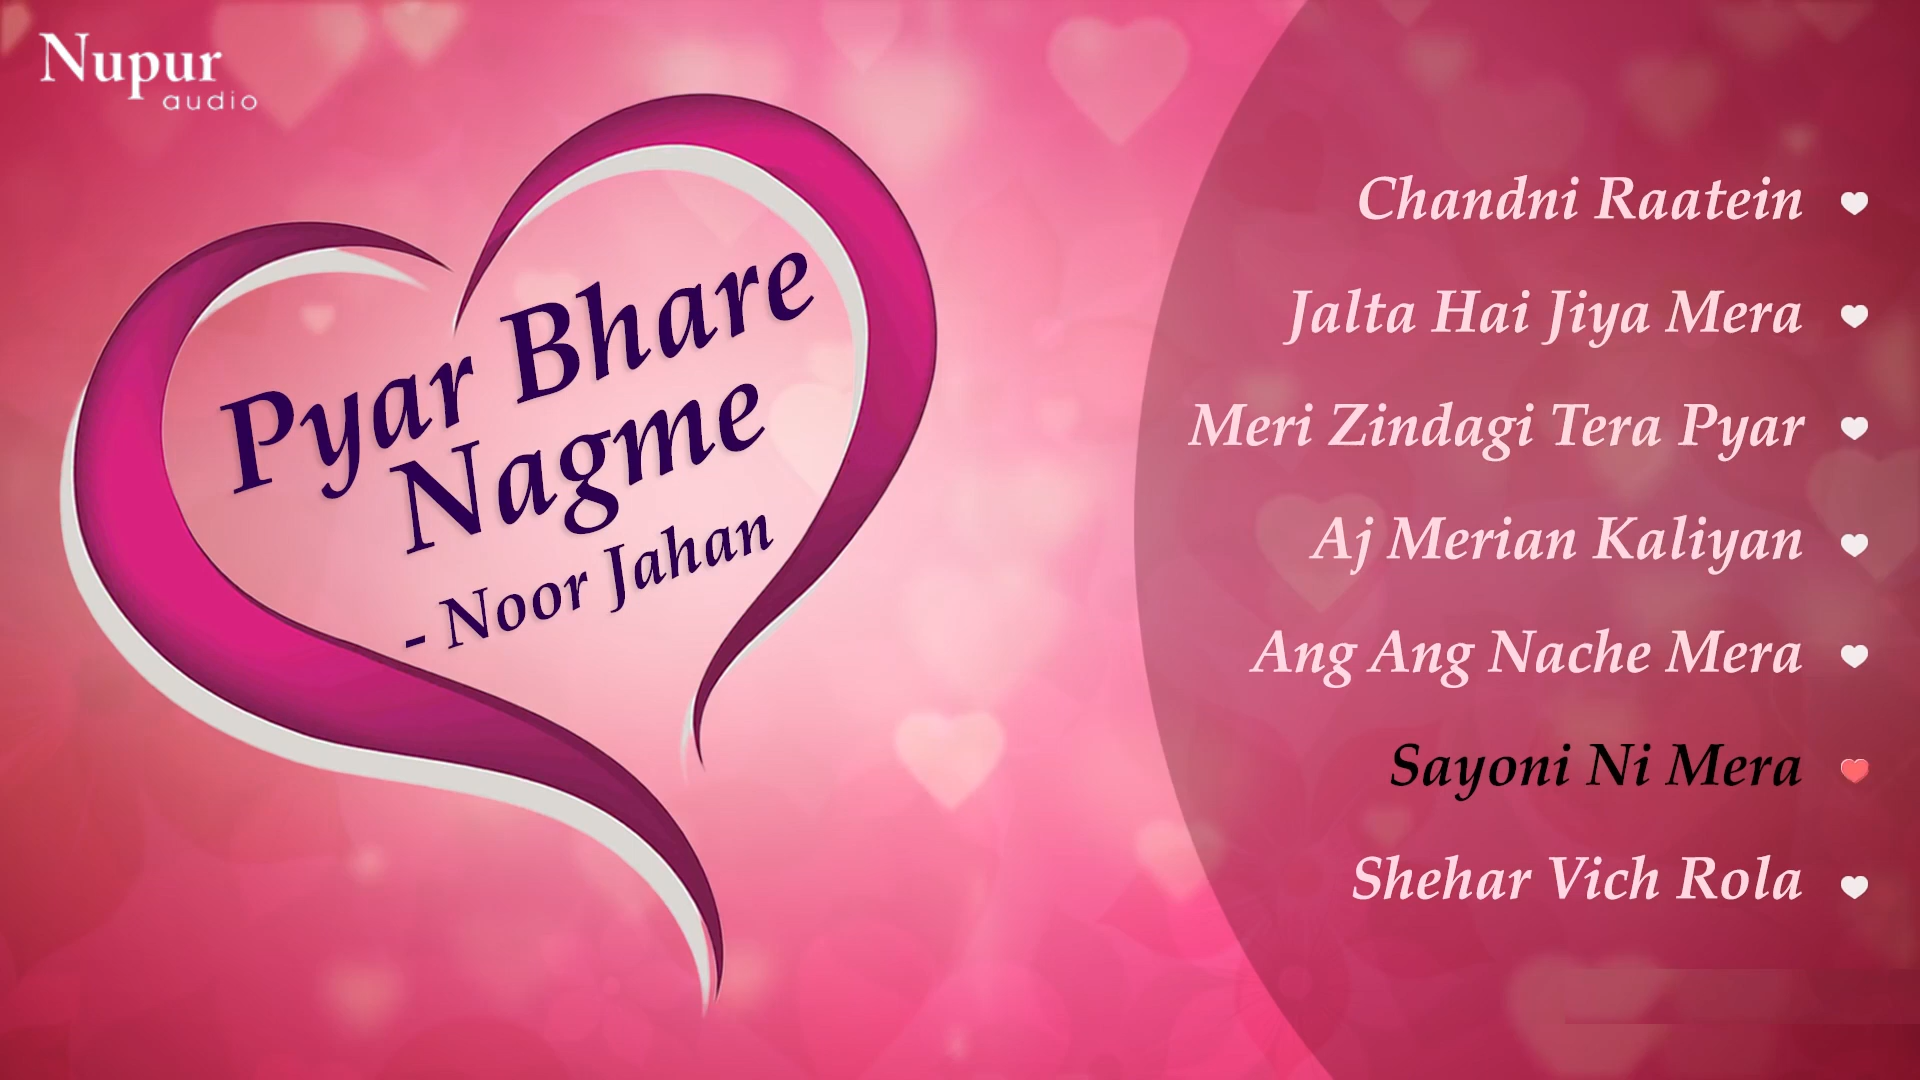 Nupur
audio
Pyar Bhare
Nagme
- Noor Jahan
Chandni Raatein
Jalta Hai Jiya Mera
Meri Zindagi Tera Pyar
Aj Merian Kaliyan
Ang Ang Nache Mera
Sayoni Ni Mera
Shehar Vich Rola